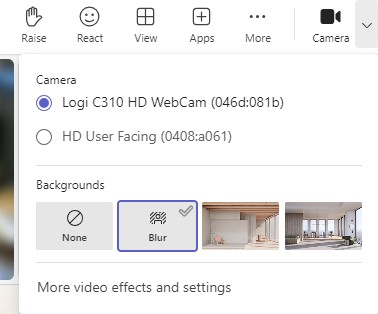 Raise React View Apps More Camera
Camera
Logi C310 HD WebCam (046d:081b)
HD User Facing (0408:a061)
Backgrounds
None Blur
More video effects and settings